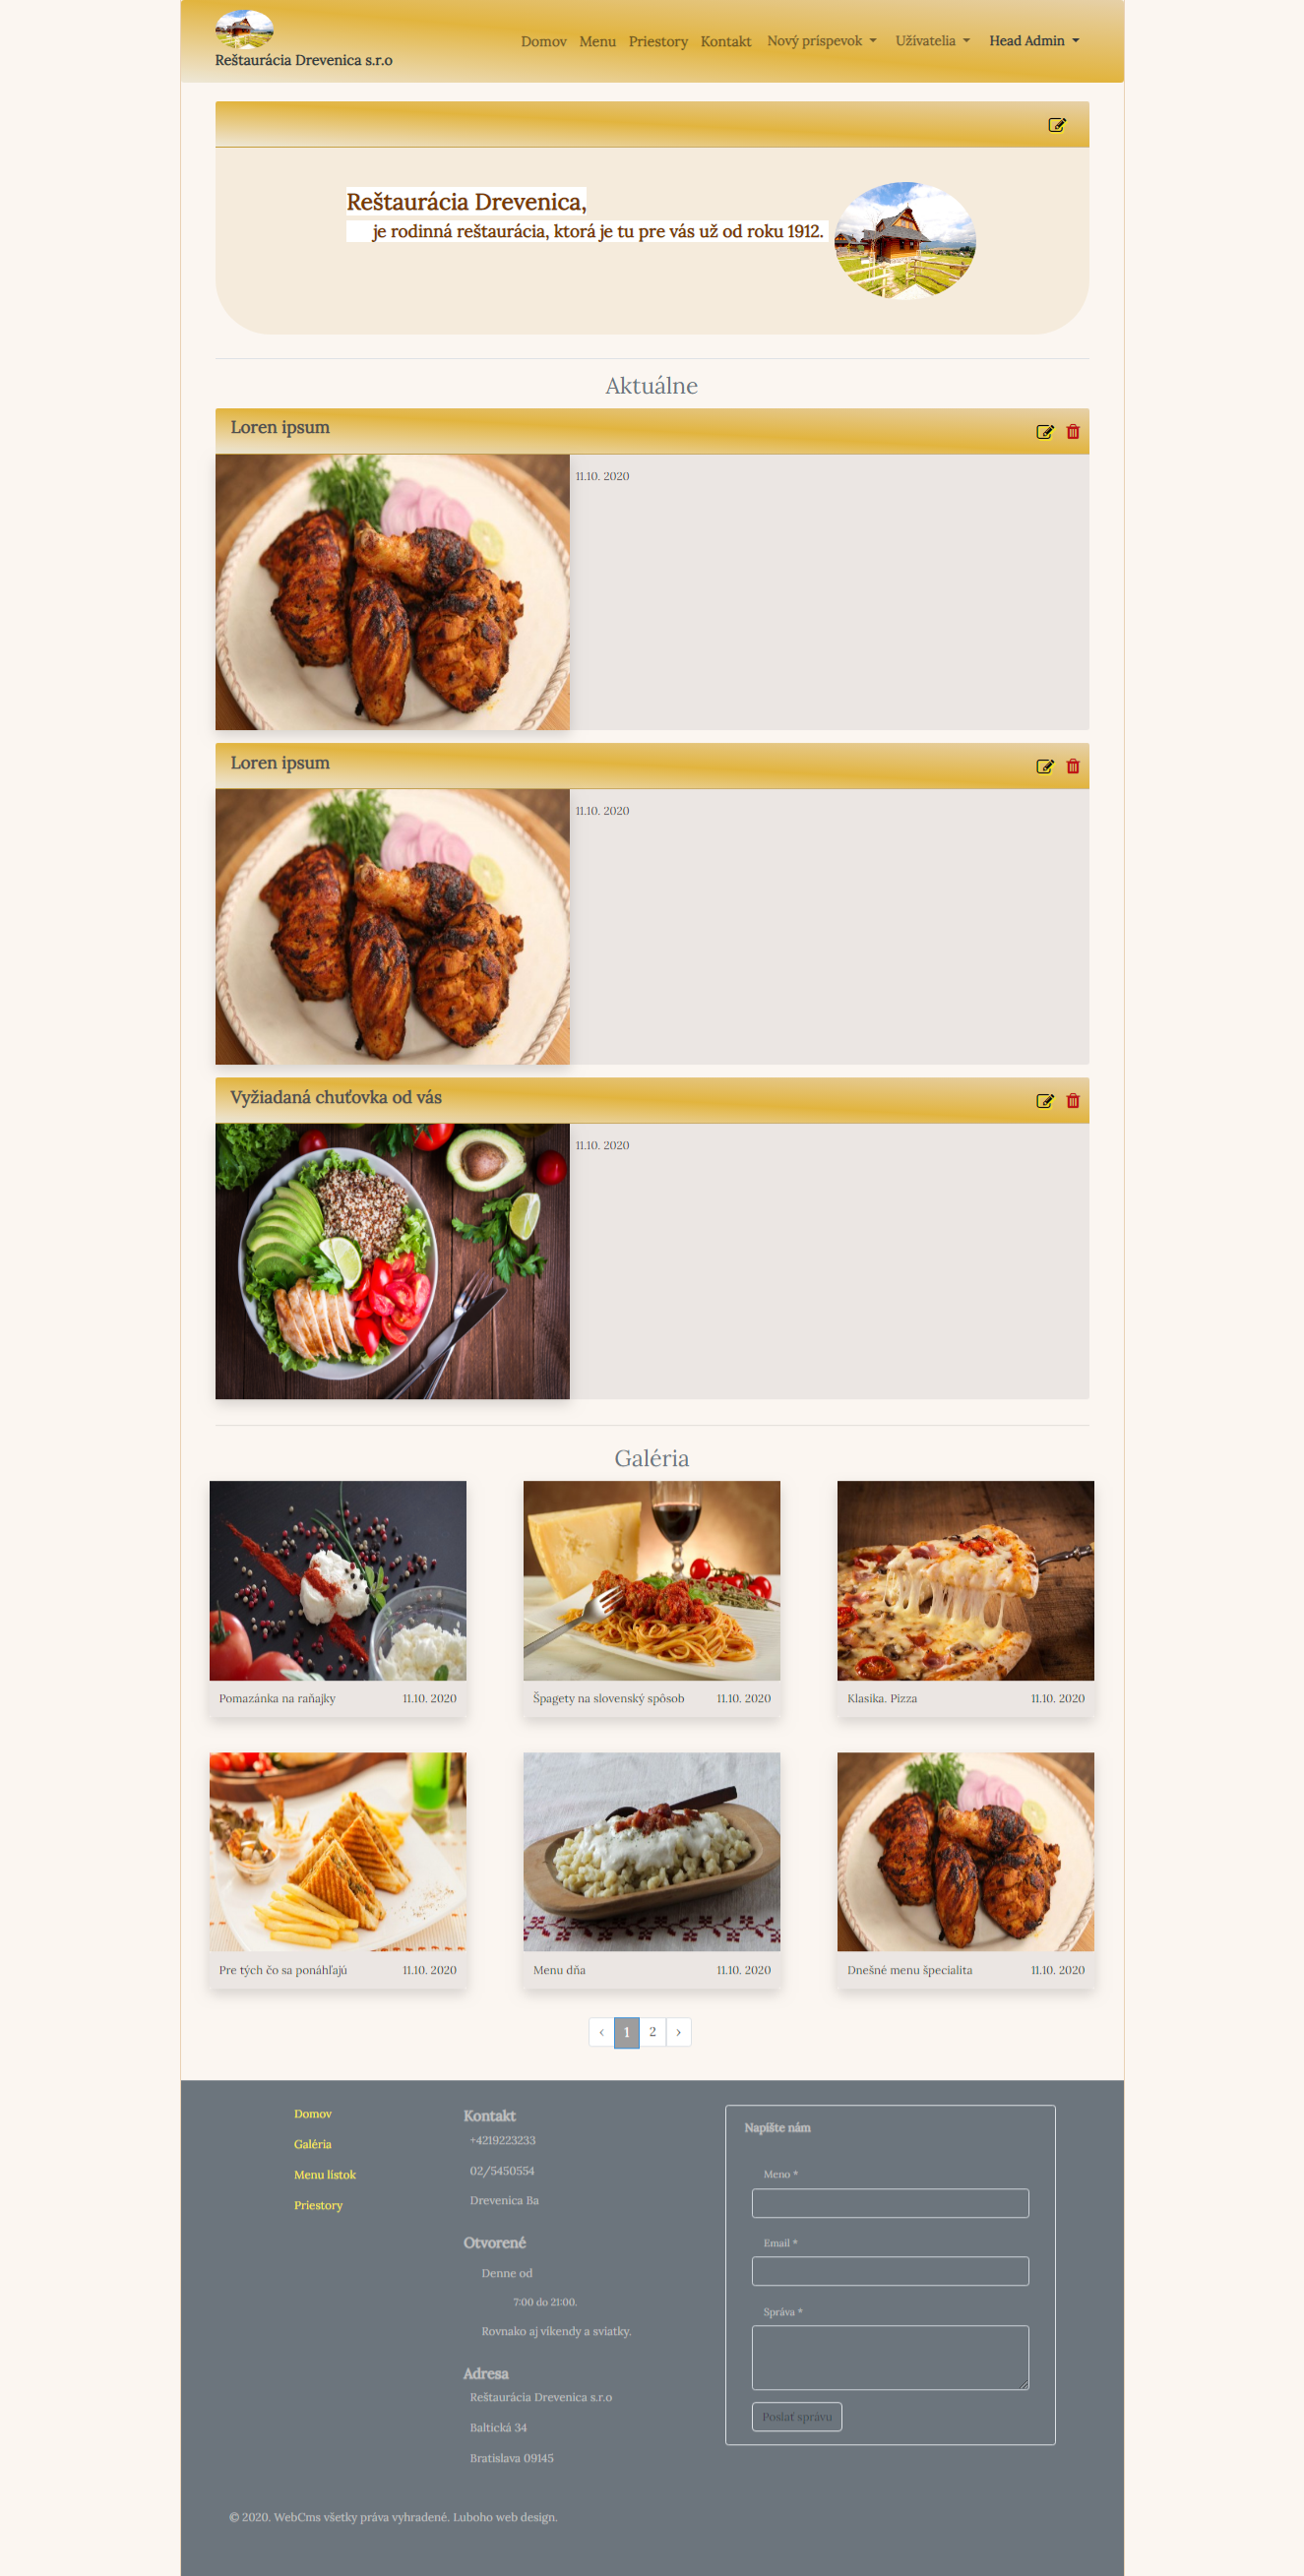 Reštaurácia Drevenica s.r.o
Domov Menu Priestory Kontakt Nový príspevok Užívatelia Head Admin
Reštaurácia Drevenica,
je rodinná reštaurácia, ktorá je tu pre vás už od roku 1912.
Aktuálne
Loren ipsum
11.10. 2020
Loren ipsum
11.10. 2020
Vyžiadaná chuťovka od vás
11.10. 2020
Galéria
Pomazánka na raňajky 11.10. 2020
Špagety na slovenský spôsob 11.10. 2020
Klasika. Pizza 11.10. 2020
Pre tých čo sa ponáhľajú 11.10. 2020
Menu dňa 11.10. 2020
Dnešné menu špecialita 11.10. 2020
‹ 1 2 ›
Domov
Galéria
Menu lístok
Priestory
Kontakt
+4219223233
02/5450554
Drevenica Ba
Otvorené
Denne od
7:00 do 21:00.
Rovnako aj víkendy a sviatky.
Adresa
Reštaurácia Drevenica s.r.o
Baltická 34
Bratislava 09145
Napíšte nám
Meno *
Email *
Správa *
Poslať správu
© 2020. WebCms všetky práva vyhradené. Luboho web design.